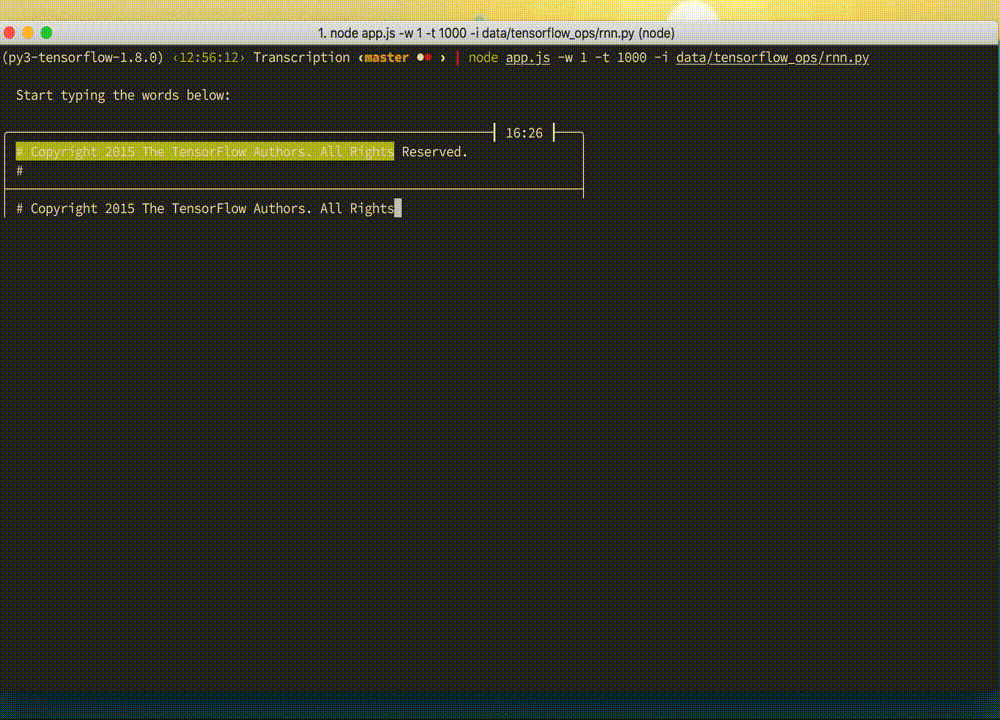 1. node app.js -w 1 -t 1000 -i data/tensorflow_ops/rnn.py (node)
(py3-tensorflow-1.8.0) ‹12:56:12› Transcription ‹master ●● › node app.js -w 1 -t 1000 -i data/tensorflow_ops/rnn.py
Start typing the words below:
16:26
# Copyright 2015 The TensorFlow Authors. All Rights Reserved.
#
# Copyright 2015 The TensorFlow Authors. All Rights